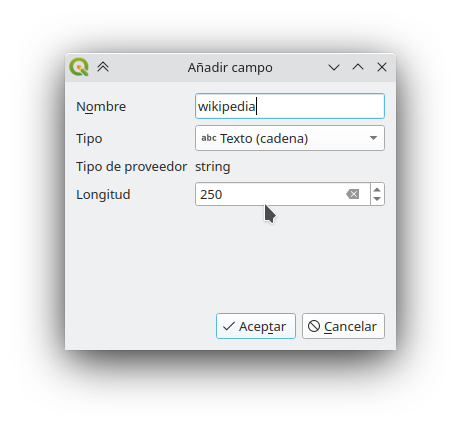 Añadir campo
Nombre wikipedia
Tipo abc Texto (cadena)
Tipo de proveedor string
Longitud 250
Aceptar Cancelar